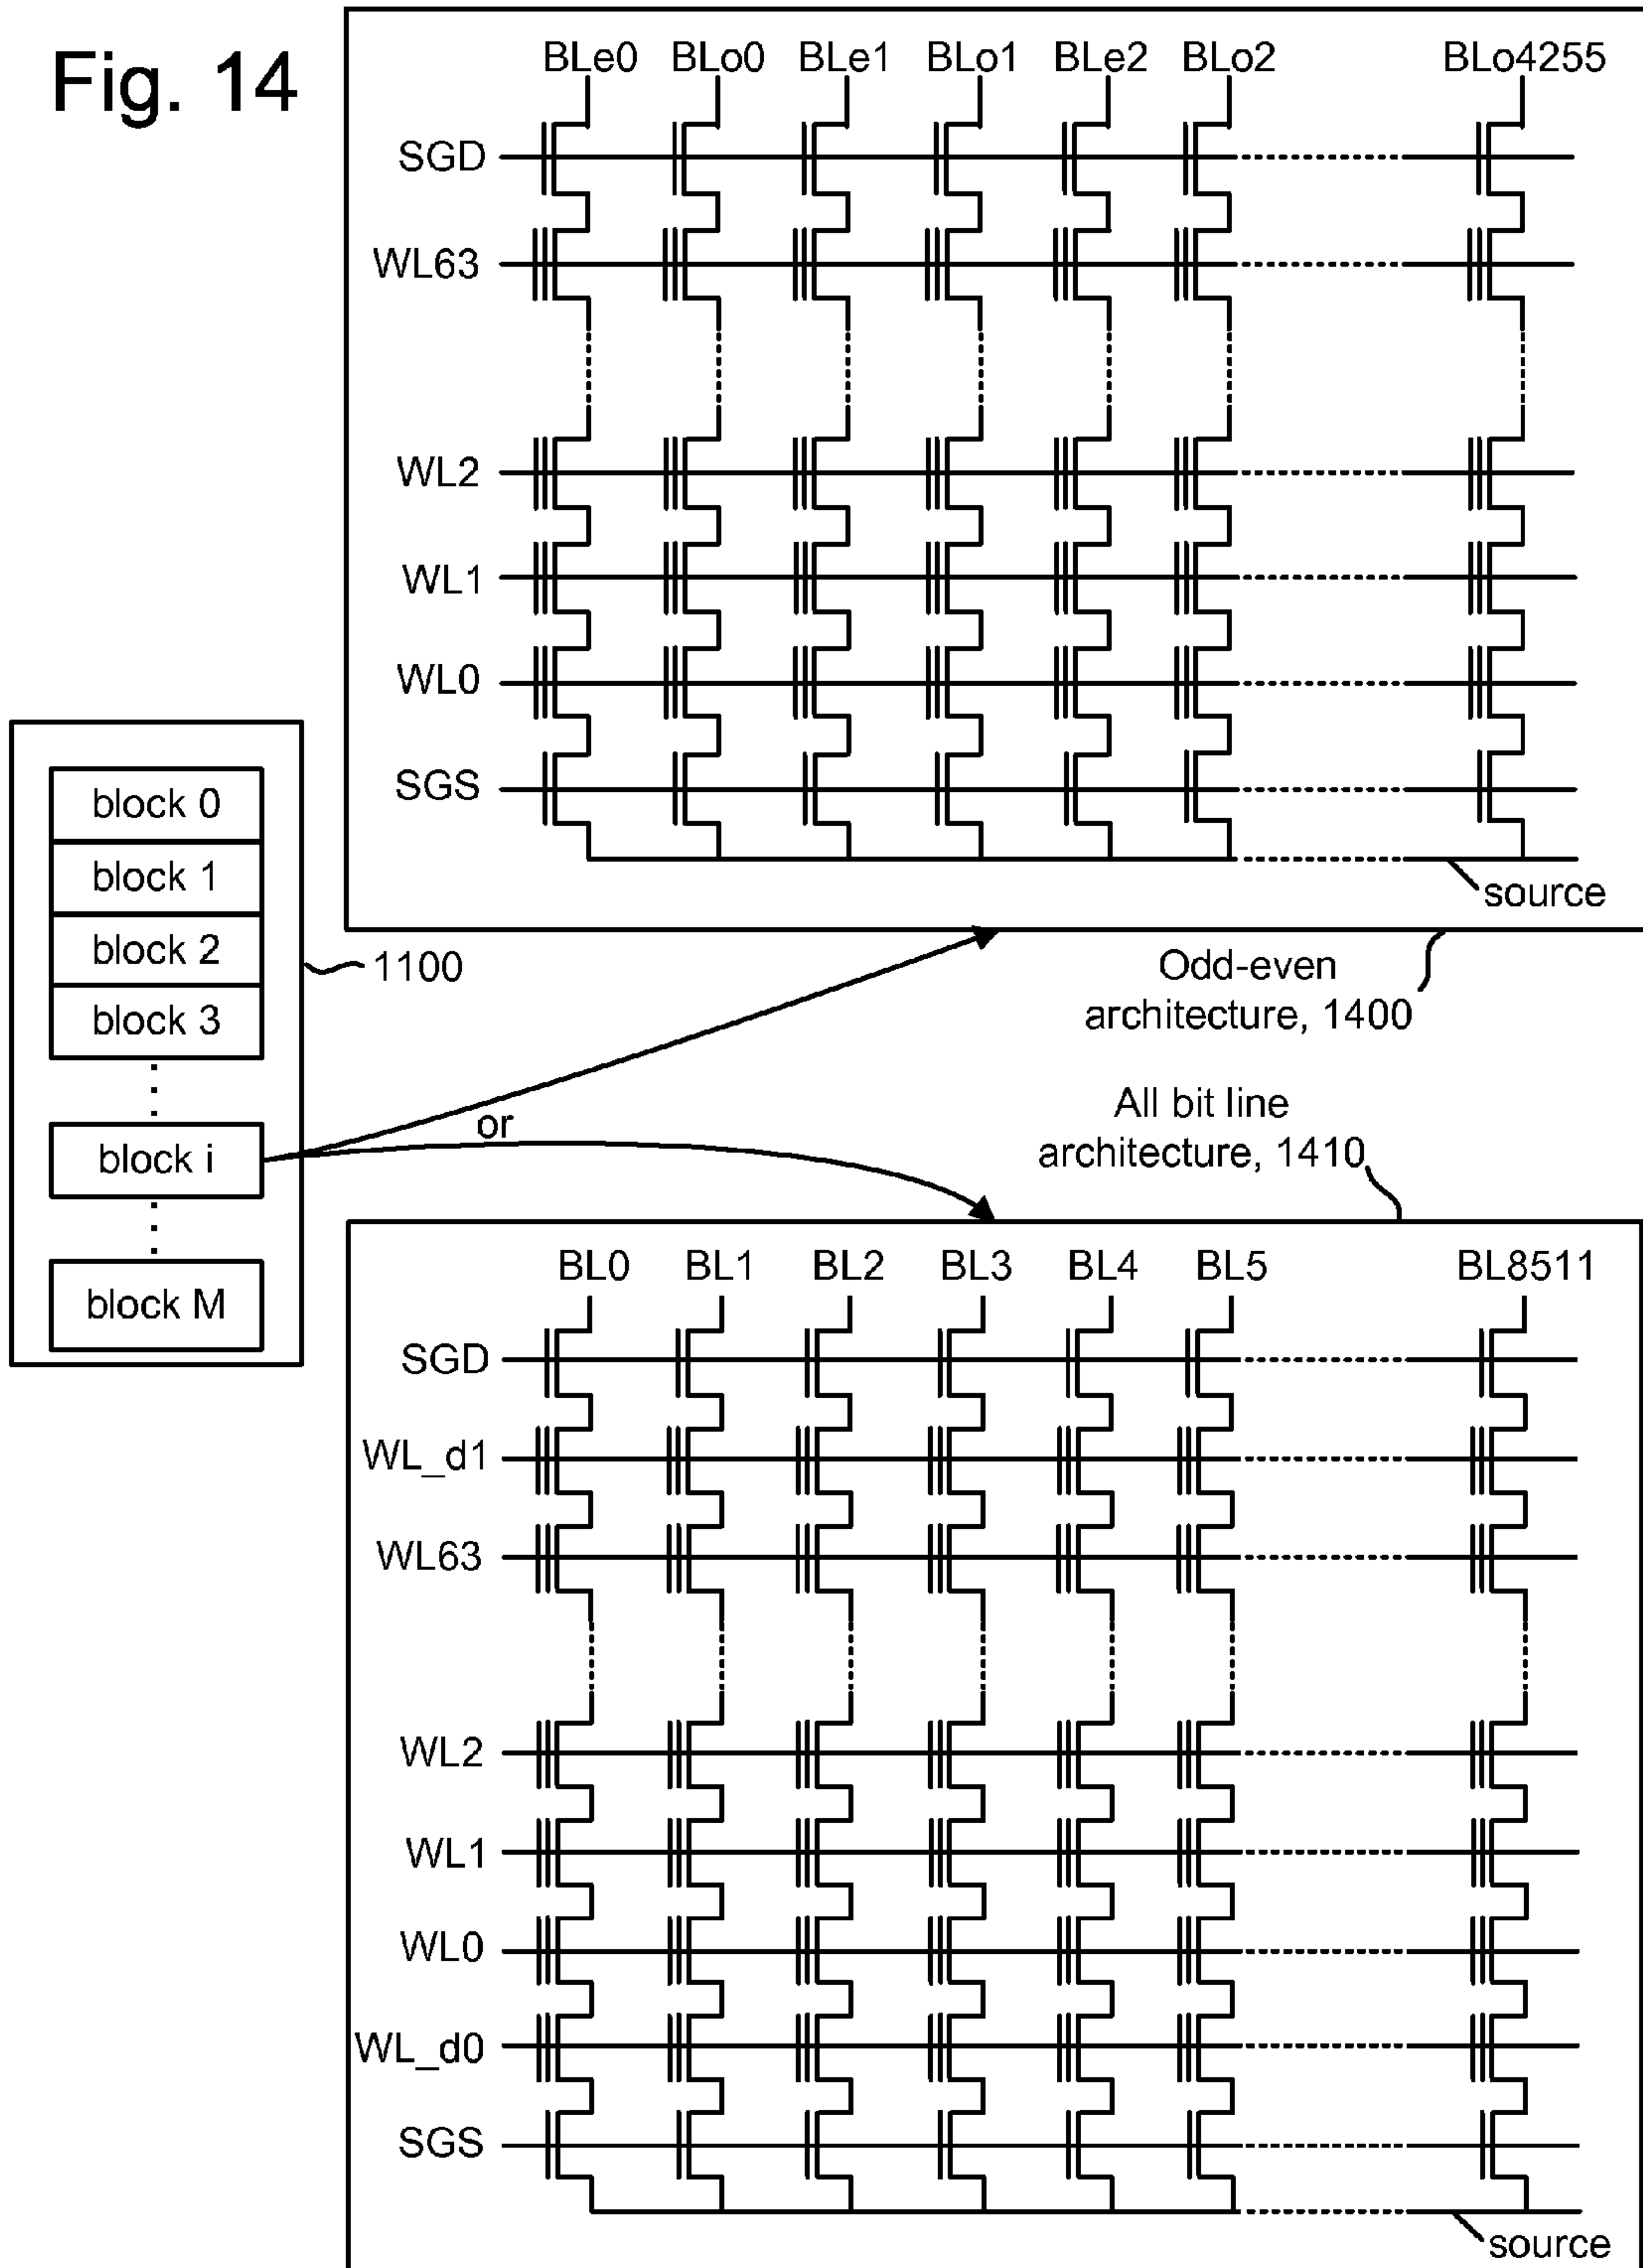 Fig. 14
BLe0 BLo0 BLe1 BLo1 BLe2 BLo2 BLo4255
SGD
WL63
WL2
WL1
WL0
SGS
source
block 0
block 1
block 2
block 3
block i
block M
1100
or
Odd-even
architecture, 1400
All bit line
architecture, 1410
BL0 BL1 BL2 BL3 BL4 BL5 BL8511
SGD
WL_d1
WL63
WL2
WL1
WL0
WL_d0
SGS
source